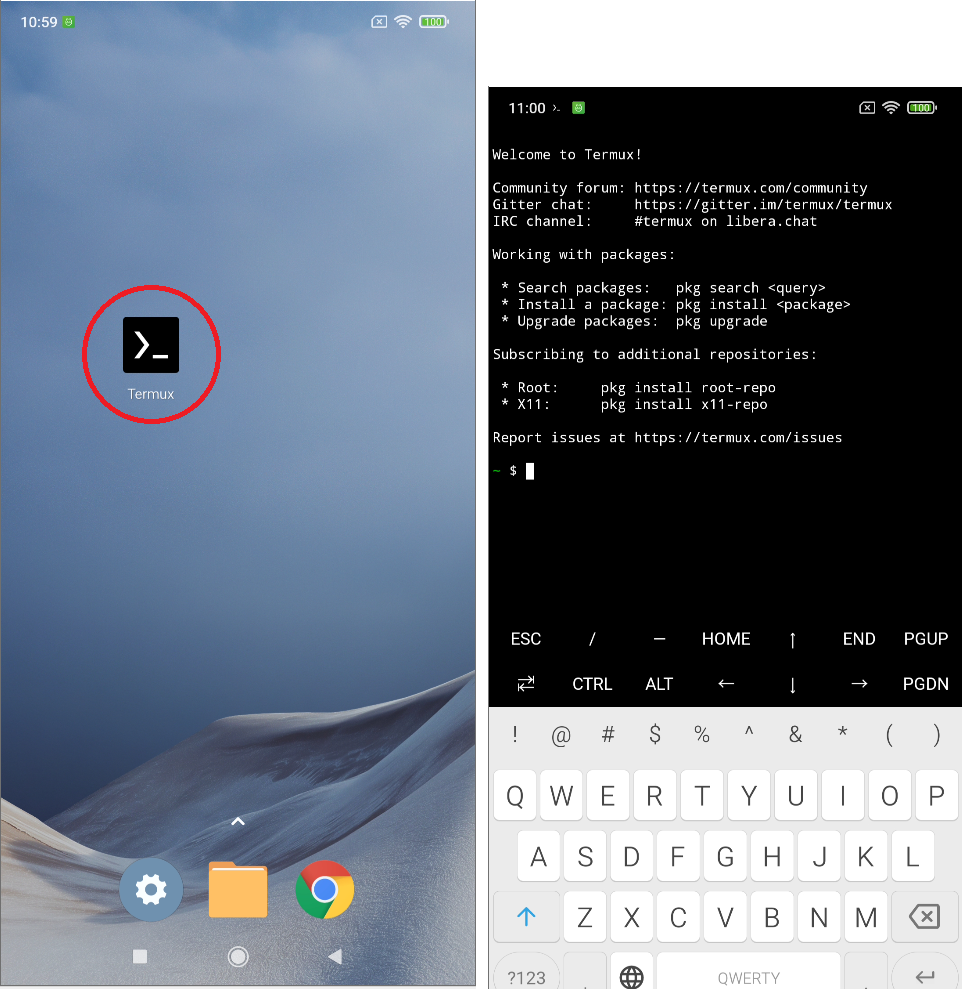 10:59
100
Termux
11:00
100
Welcome to Termux!
Community forum: https://termux.com/community
Gitter chat:     https://gitter.im/termux/termux
IRC channel:     #termux on libera.chat
Working with packages:
* Search packages:   pkg search <query>
* Install a package: pkg install <package>
* Upgrade packages:  pkg upgrade
Subscribing to additional repositories:
* Root:     pkg install root-repo
* X11:      pkg install x11-repo
Report issues at https://termux.com/issues
~ $
ESC / — HOME ↑ END PGUP
CTRL ALT ← ↓ → PGDN
! @ # $ % ^ & * ( )
Q W E R T Y U I O P
A S D F G H J K L
Z X C V B N M
?123 , QWERTY .